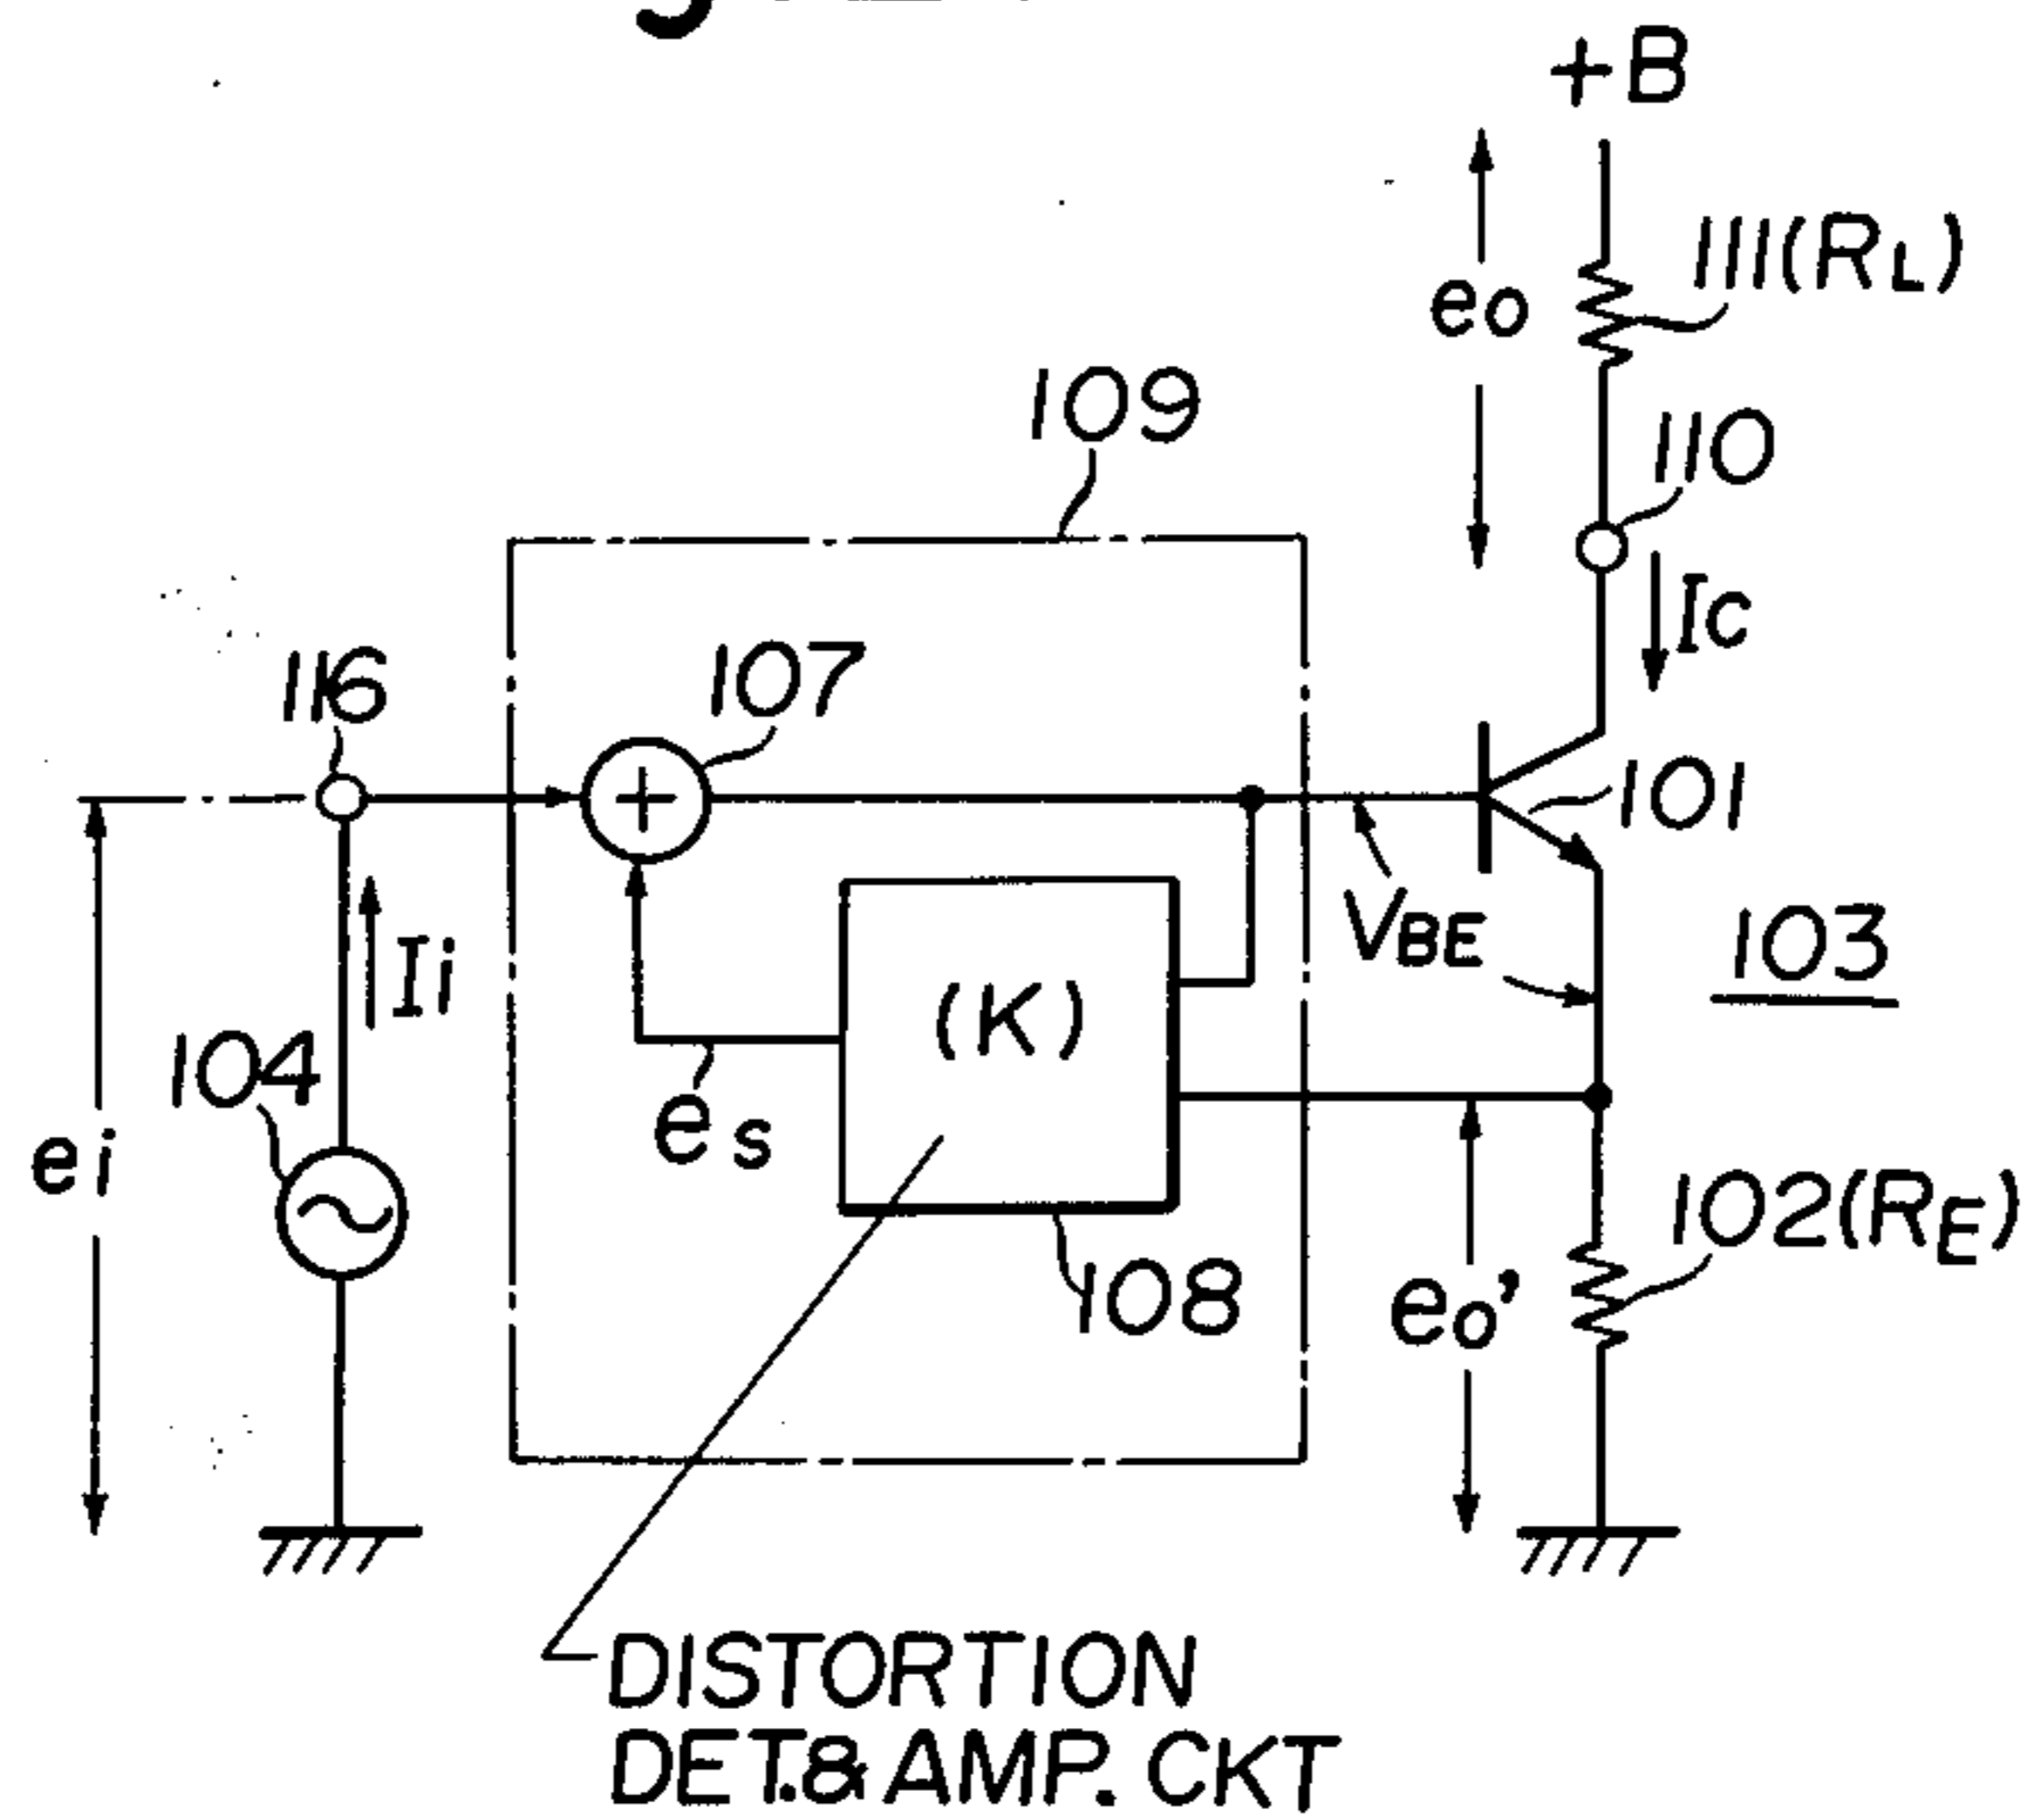 +B
111(RL)
eo
109
110
Ic
116
107
101
VBE
103
Ii
(K)
104
es
ei
102(RE)
108
eo'
DISTORTION
DET.& AMP. CKT